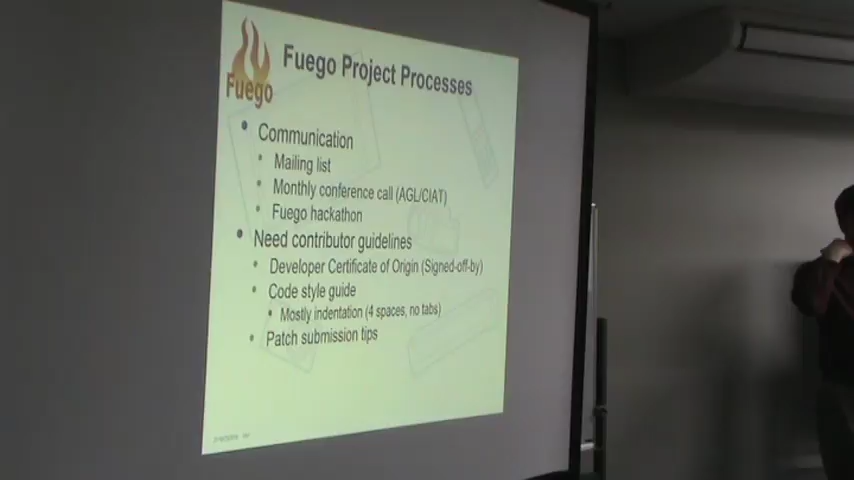 Fuego
Fuego Project Processes
• Communication
• Mailing list
• Monthly conference call (AGL/CIAT)
• Fuego hackathon
• Need contributor guidelines
• Developer Certificate of Origin (Signed-off-by)
• Code style guide
• Mostly indentation (4 spaces, no tabs)
• Patch submission tips